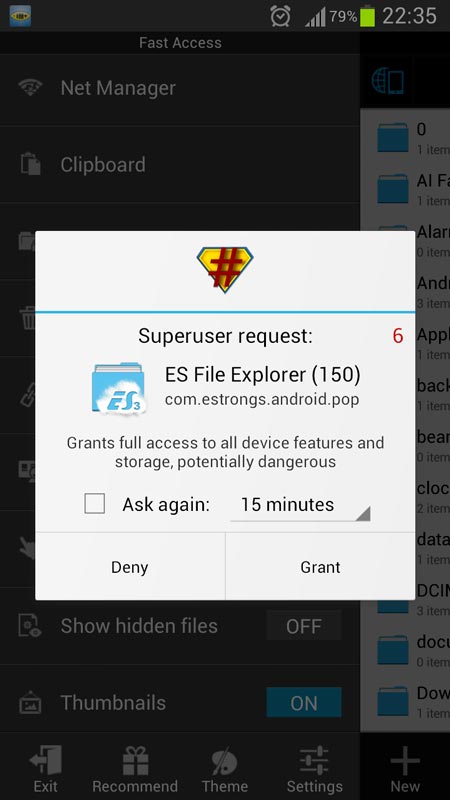 79% 22:35
Fast Access
Net Manager
Clipboard
0
1 item
AI Fa
1 item
Alarm
0 item
Andr
3 item
Appl
1 item
back
1 item
bear
0 item
cloc
2 item
data
1 item
DCIM
3 item
docu
0 item
Dow
1 item
#
Superuser request: 6
ES File Explorer (150)
com.estrongs.android.pop
ES 3
Grants full access to all device features and
storage, potentially dangerous
Ask again: 15 minutes
Deny Grant
Show hidden files OFF
Thumbnails ON
Exit Recommend Theme Settings New